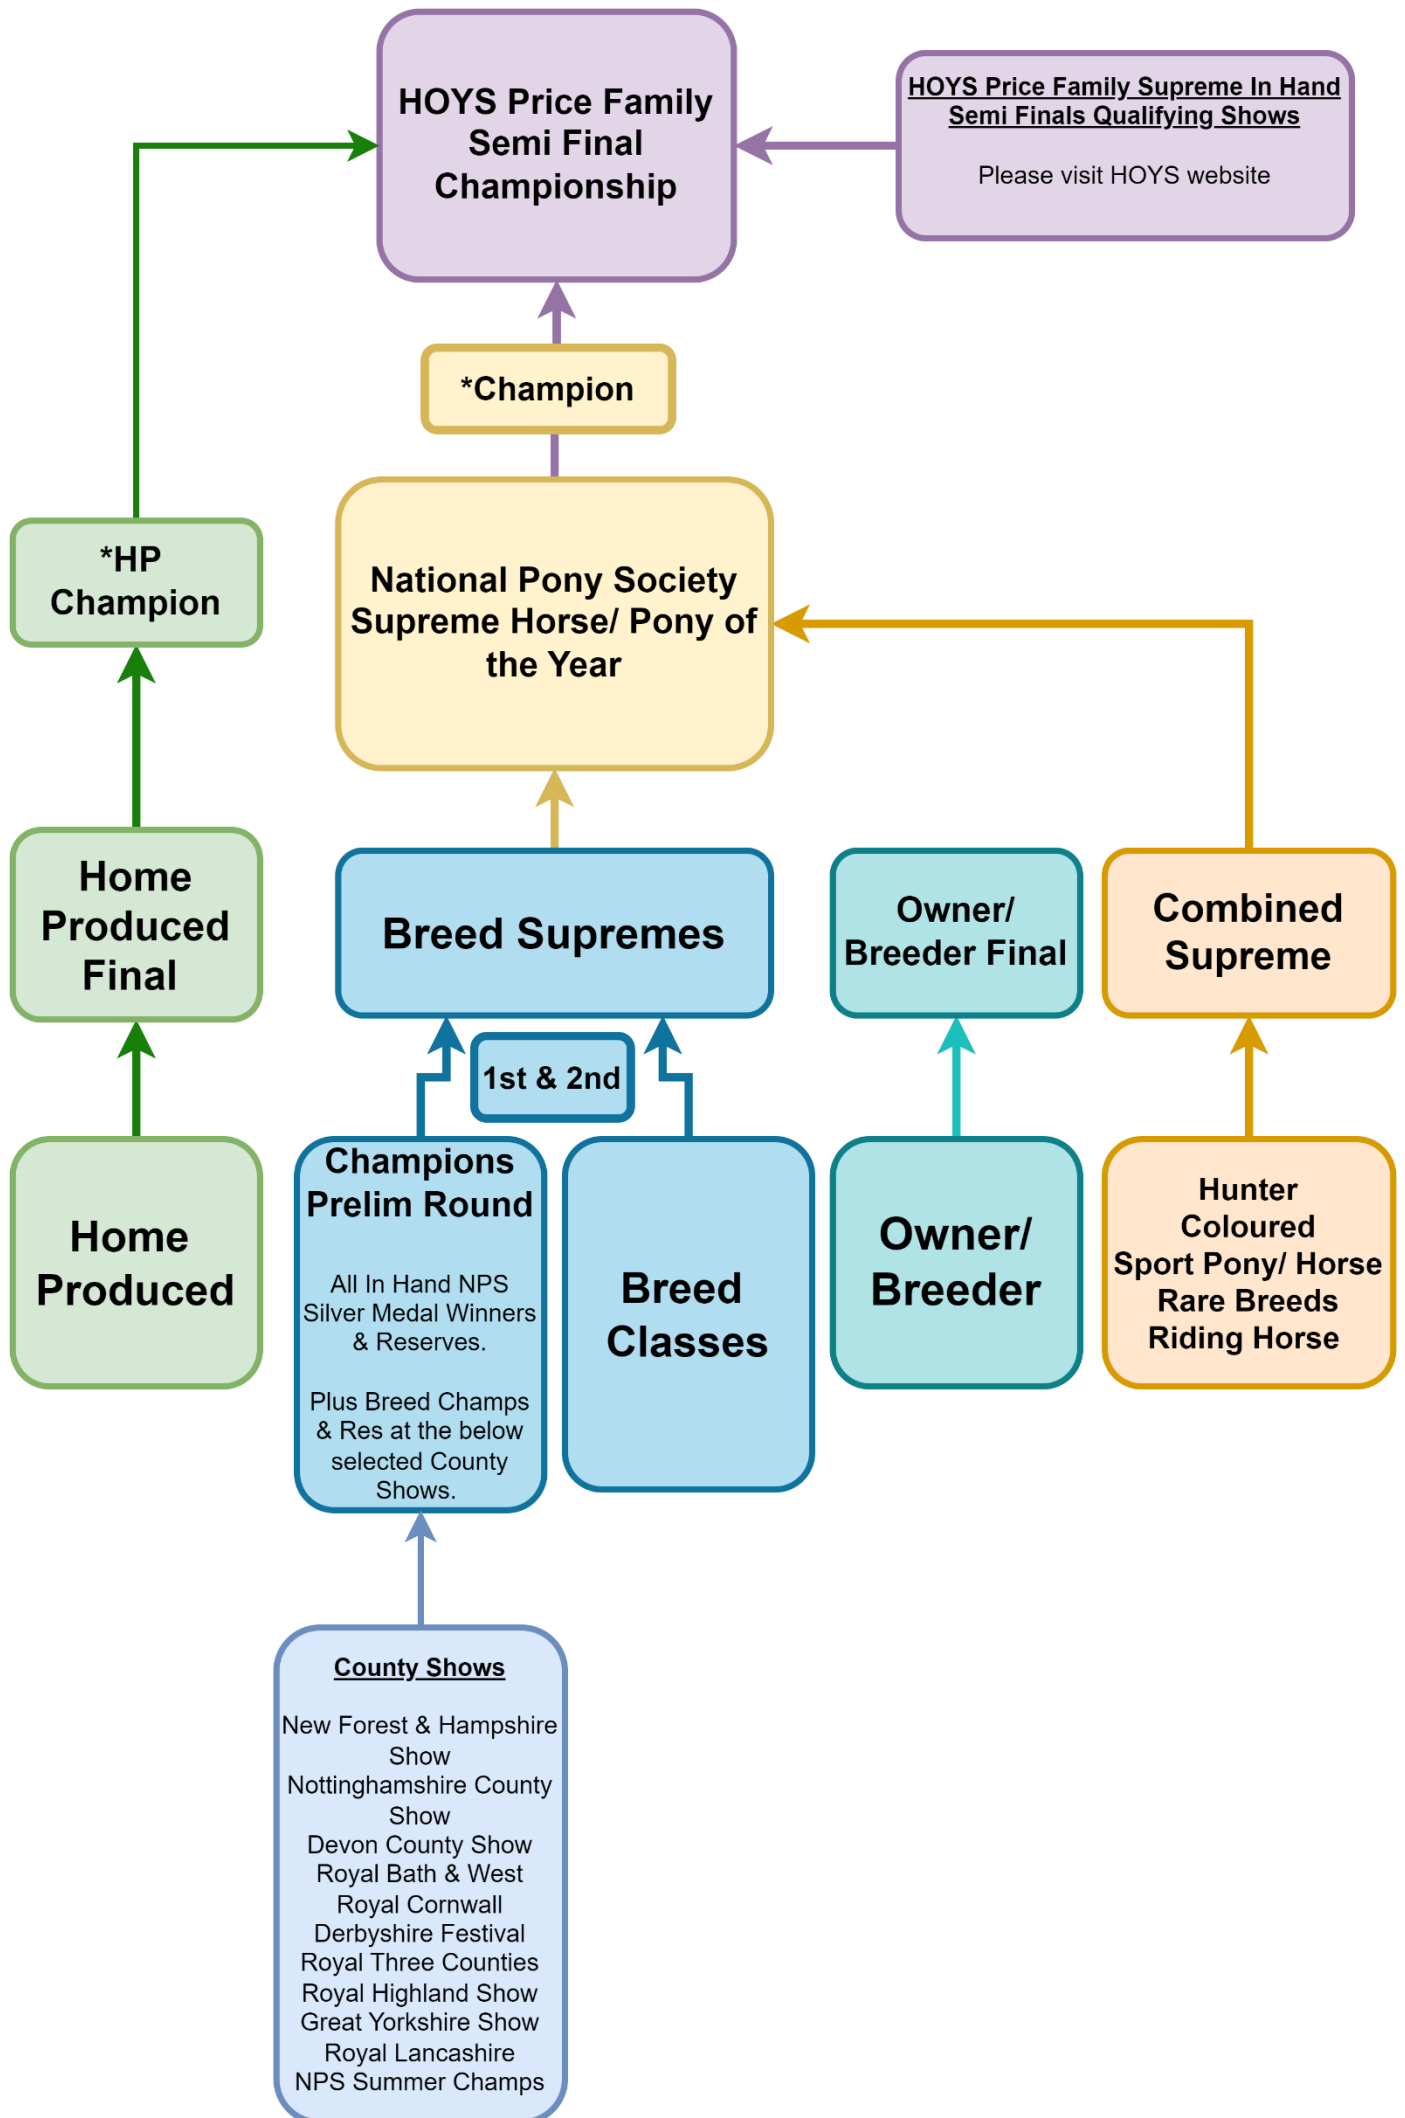 HOYS Price Family
Semi Final
Championship
HOYS Price Family Supreme In Hand
Semi Finals Qualifying Shows
Please visit HOYS website
*Champion
*HP
Champion
National Pony Society
Supreme Horse/ Pony of
the Year
Home
Produced
Final
Breed Supremes
Owner/
Breeder Final
Combined
Supreme
1st & 2nd
Home
Produced
Champions
Prelim Round
All In Hand NPS
Silver Medal Winners
& Reserves.
Plus Breed Champs
& Res at the below
selected County
Shows.
Breed
Classes
Owner/
Breeder
Hunter
Coloured
Sport Pony/ Horse
Rare Breeds
Riding Horse
County Shows
New Forest & Hampshire
Show
Nottinghamshire County
Show
Devon County Show
Royal Bath & West
Royal Cornwall
Derbyshire Festival
Royal Three Counties
Royal Highland Show
Great Yorkshire Show
Royal Lancashire
NPS Summer Champs